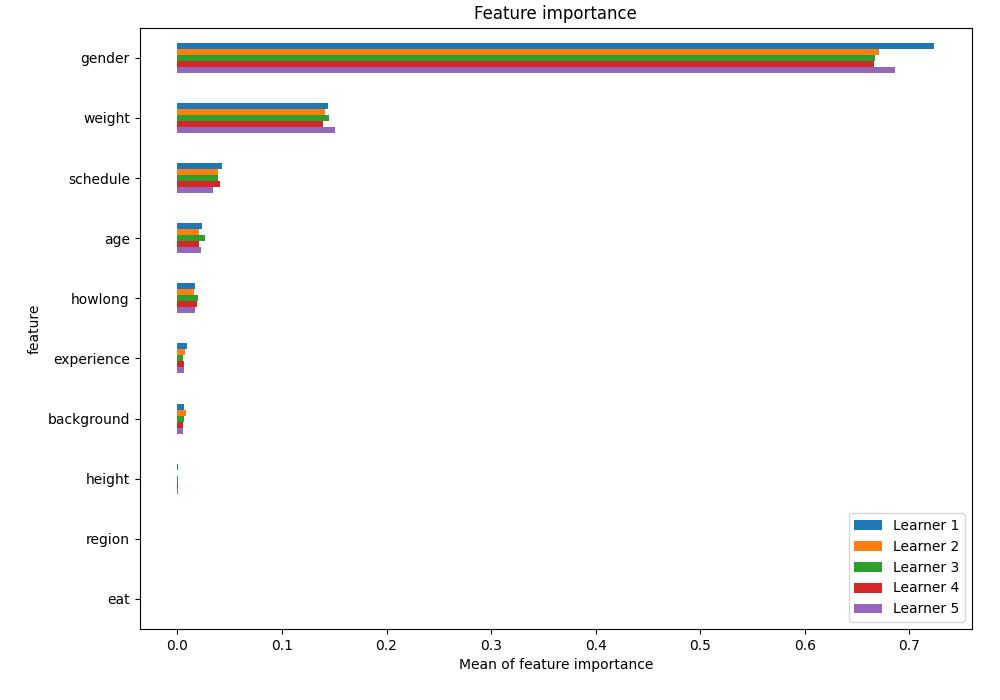 Feature importance
gender
weight
schedule
age
howlong
experience
background
height
region
eat
feature
Learner 1
Learner 2
Learner 3
Learner 4
Learner 5
0.0 0.1 0.2 0.3 0.4 0.5 0.6 0.7
Mean of feature importance